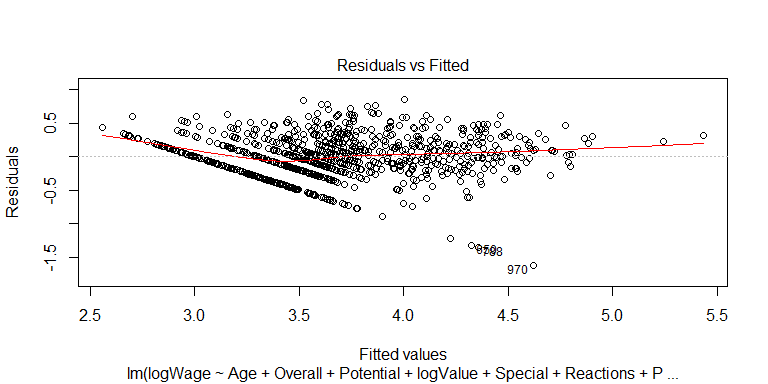 Residuals vs Fitted
Residuals
0.5
-0.5
-1.5
788
970
2.5 3.0 3.5 4.0 4.5 5.0 5.5
Fitted values
lm(logWage ~ Age + Overall + Potential + logValue + Special + Reactions + P ...